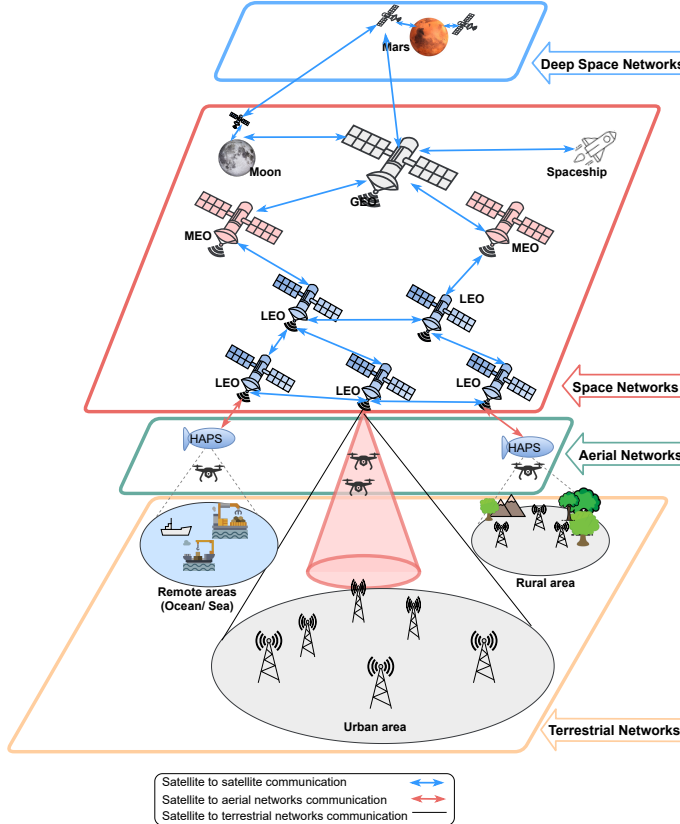 Mars
Deep Space Networks
Moon
Spaceship
GEO
MEO
MEO
LEO
LEO
LEO
LEO
LEO
Space Networks
HAPS
HAPS
Aerial Networks
Remote areas
(Ocean/ Sea)
Rural area
Urban area
Terrestrial Networks
Satellite to satellite communication
Satellite to aerial networks communication
Satellite to terrestrial networks communication